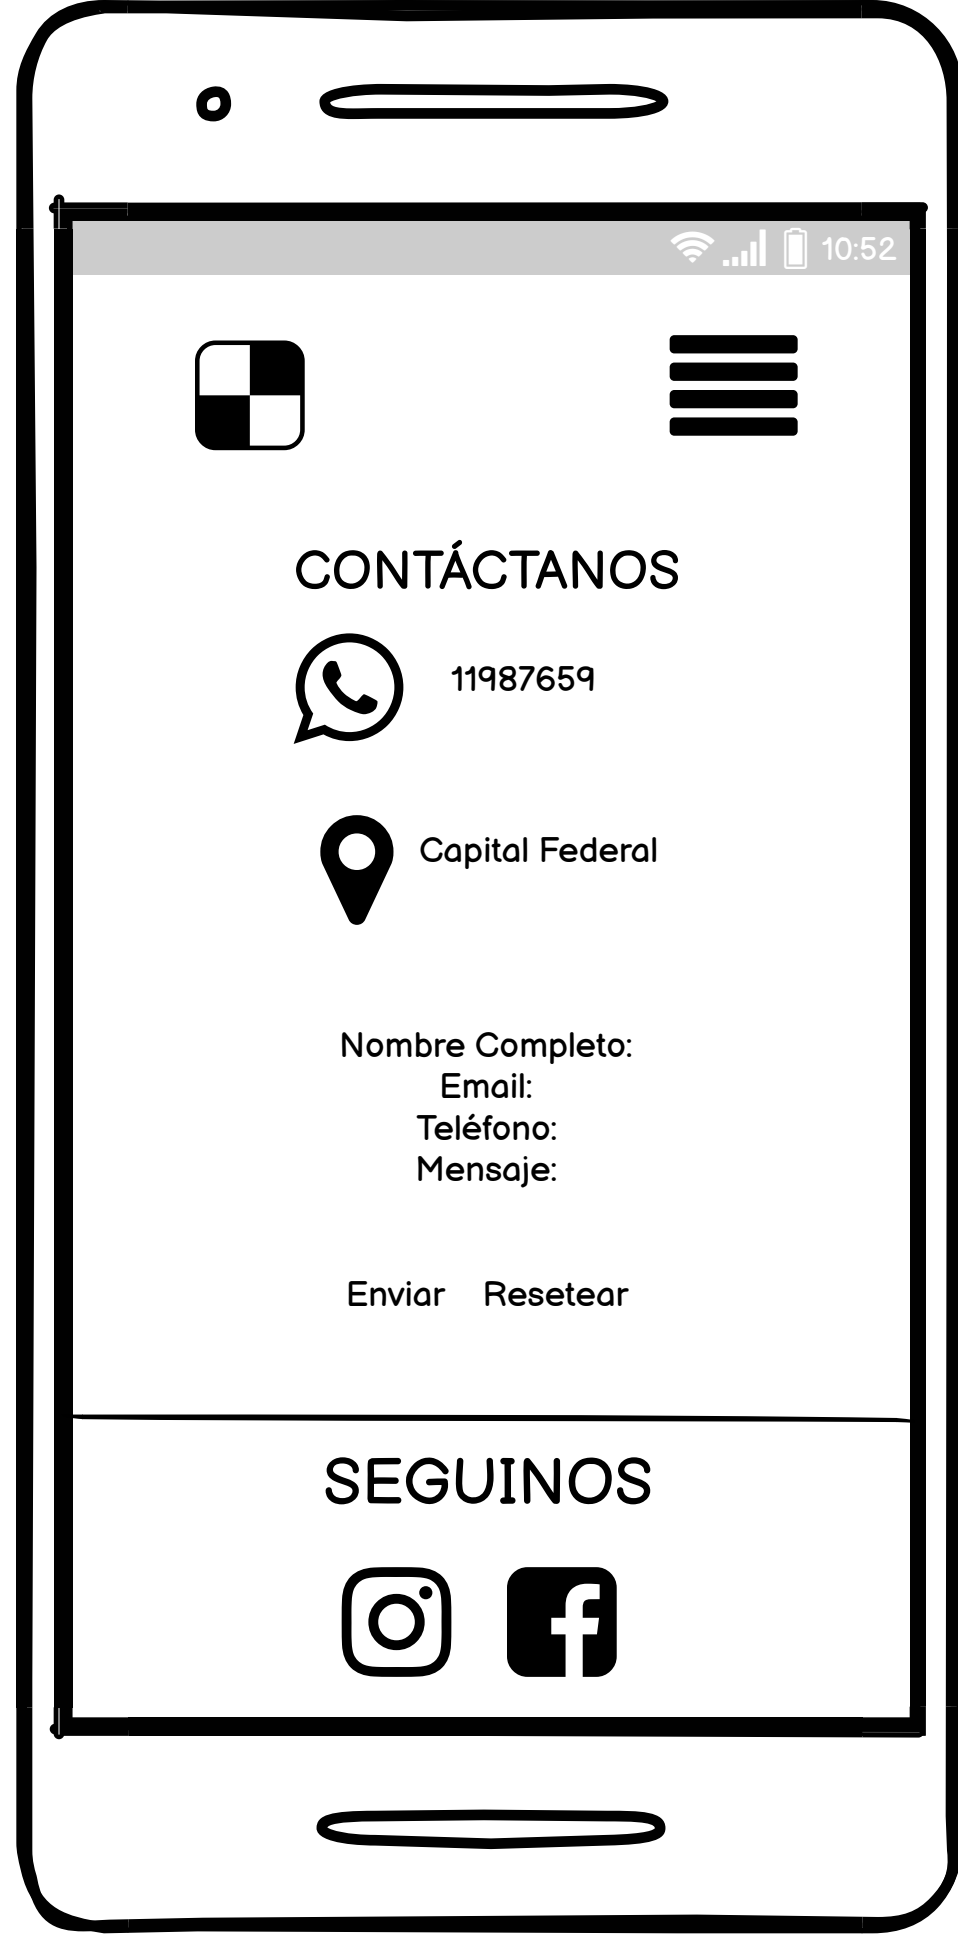 10:52
CONTÁCTANOS
11987659
Capital Federal
Nombre Completo:
Email:
Teléfono:
Mensaje:
Enviar Resetear
SEGUINOS